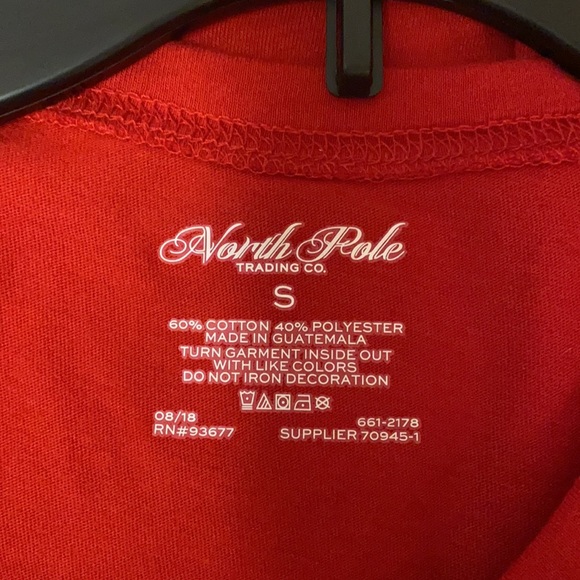 North Pole
TRADING CO.
S
60% COTTON 40% POLYESTER
MADE IN GUATEMALA
TURN GARMENT INSIDE OUT
WITH LIKE COLORS
DO NOT IRON DECORATION
08/18 661-2178
RN#93677 SUPPLIER 70945-1